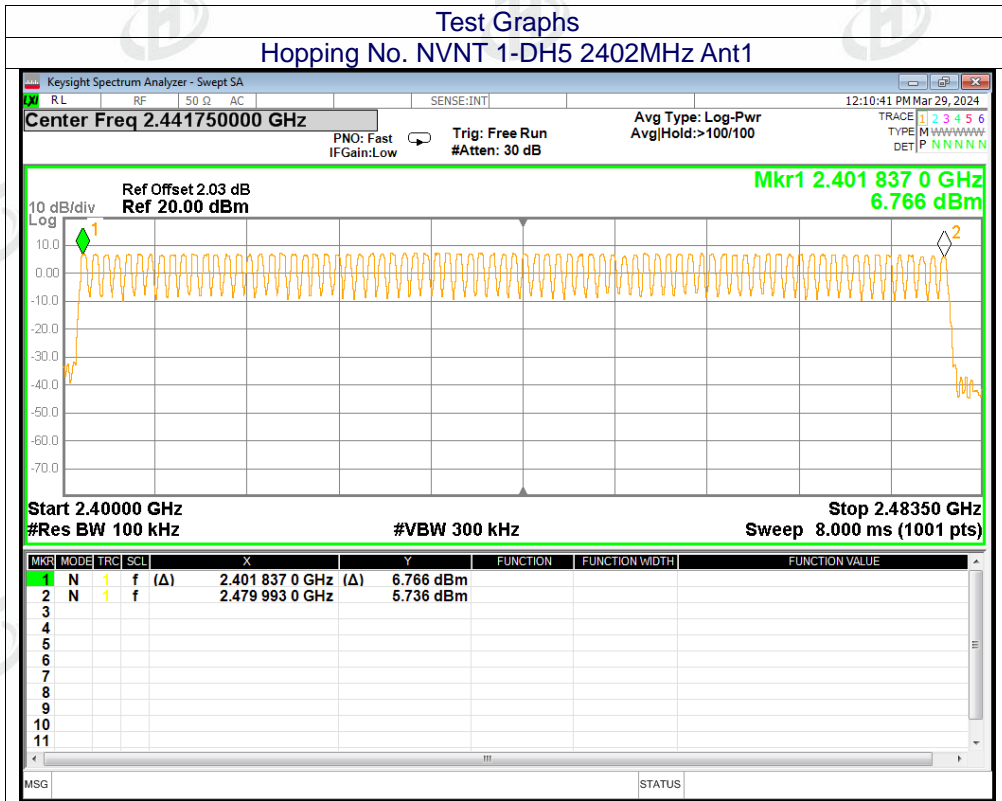 Test Graphs
Hopping No. NVNT 1-DH5 2402MHz Ant1
Keysight Spectrum Analyzer - Swept SA
LXI RL RF 50 Ω AC SENSE:INT 12:10:41 PM Mar 29, 2024
Center Freq 2.441750000 GHz Avg Type: Log-Pwr TRACE 1 2 3 4 5 6
PNO: Fast Trig: Free Run Avg|Hold:>100/100 TYPE M WWWWW
IFGain:Low #Atten: 30 dB DET P N N N N N
Mkr1 2.401 837 0 GHz
Ref Offset 2.03 dB
10 dB/div Ref 20.00 dBm 6.766 dBm
Log
1 2
10.0
0.00
-10.0
-20.0
-30.0
-40.0
-50.0
-60.0
-70.0
Start 2.40000 GHz Stop 2.48350 GHz
#Res BW 100 kHz #VBW 300 kHz Sweep 8.000 ms (1001 pts)
MKR MODE TRC SCL X Y FUNCTION FUNCTION WIDTH FUNCTION VALUE
1 N 1 f (Δ) 2.401 837 0 GHz (Δ) 6.766 dBm
2 N 1 f 2.479 993 0 GHz 5.736 dBm
3
4
5
6
7
8
9
10
11
MSG STATUS